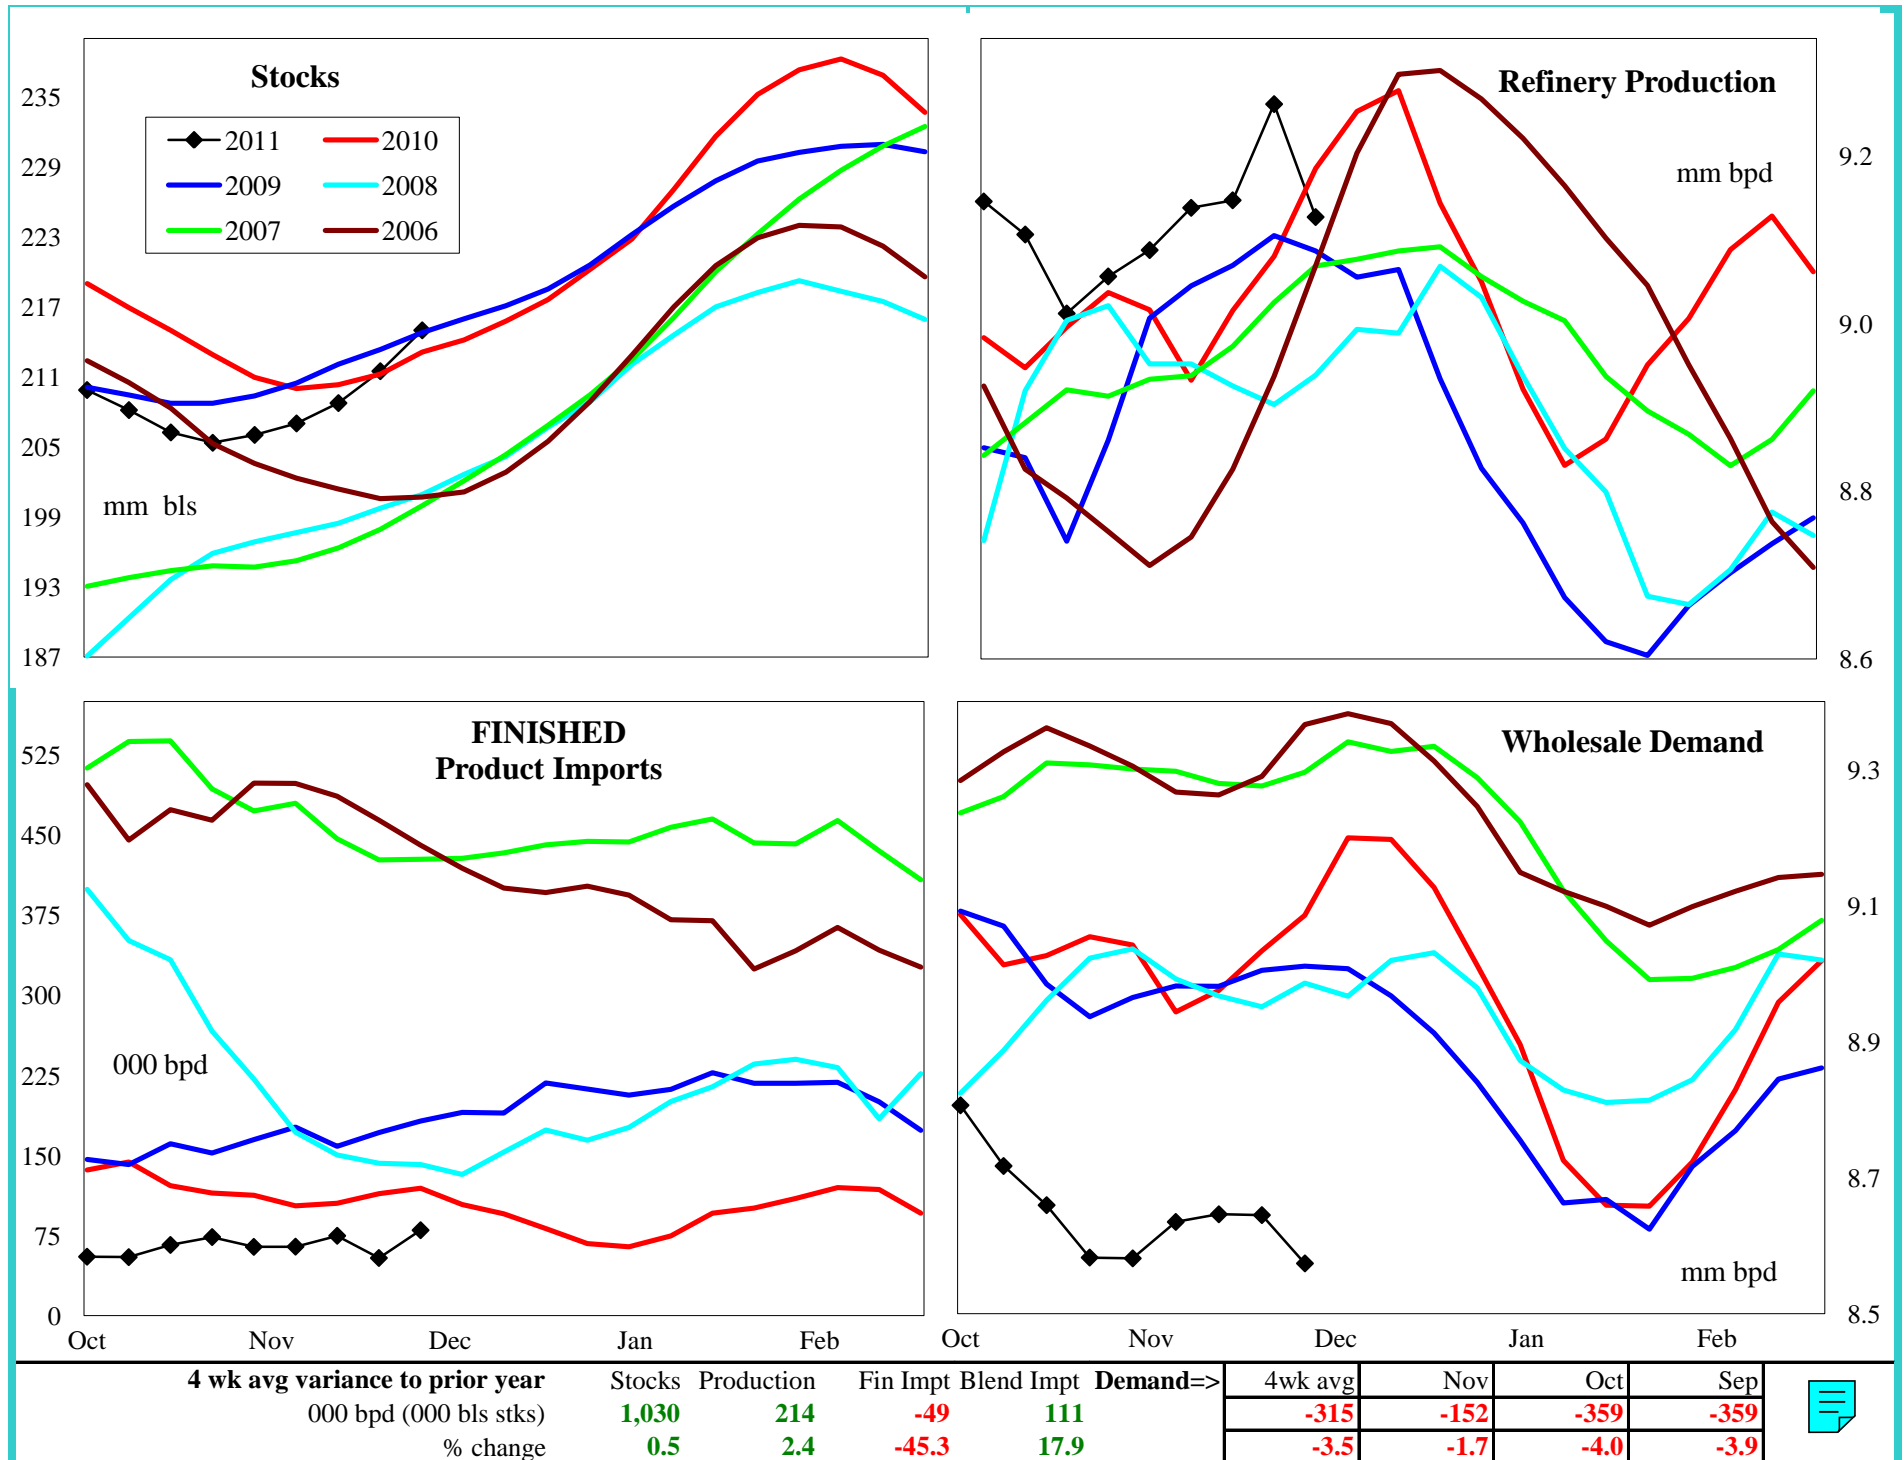 Stocks
235
229
223
217
211
205
199
193
187
2011 2010
2009 2008
2007 2006
mm bls
Refinery Production
mm bpd
9.2
9.0
8.8
8.6
FINISHED
Product Imports
525
450
375
300
225
150
75
0
000 bpd
Oct Nov Dec Jan Feb
Wholesale Demand
9.3
9.1
8.9
8.7
8.5
mm bpd
Oct Nov Dec Jan Feb
4 wk avg variance to prior year Stocks Production Fin Impt Blend Impt Demand=> 4wk avg Nov Oct Sep
000 bpd (000 bls stks) 1,030 214 -49 111 -315 -152 -359 -359
% change 0.5 2.4 -45.3 17.9 -3.5 -1.7 -4.0 -3.9